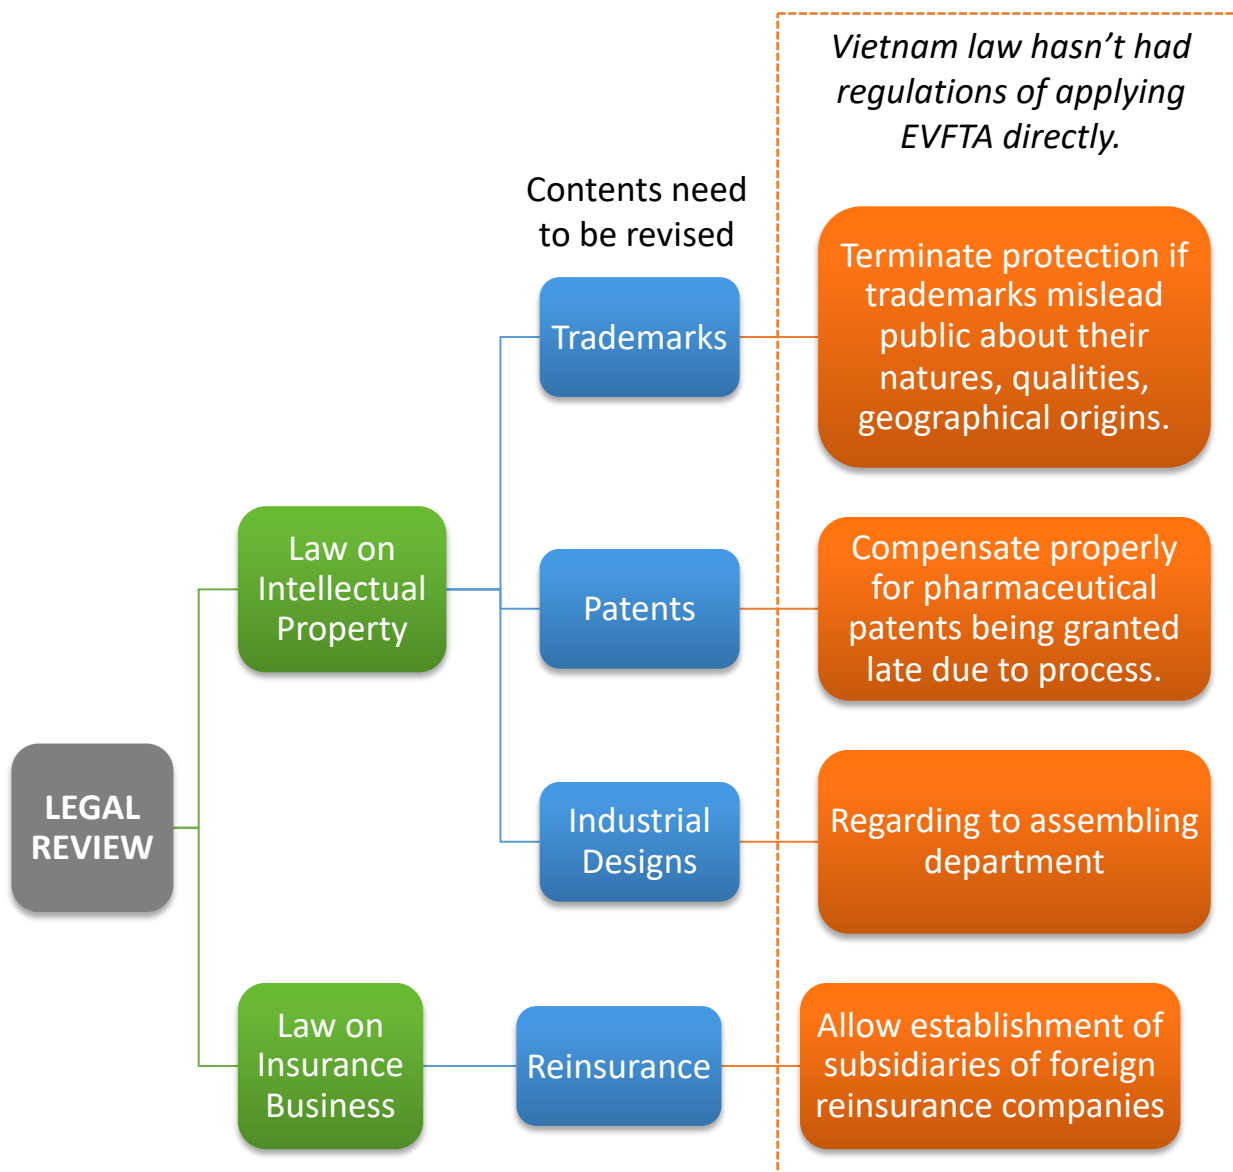 Vietnam law hasn't had
regulations of applying
EVFTA directly.
Contents need
to be revised
Trademarks
Terminate protection if
trademarks mislead
public about their
natures, qualities,
geographical origins.
Law on
Intellectual
Property
Patents
Compensate properly
for pharmaceutical
patents being granted
late due to process.
LEGAL
REVIEW
Industrial
Designs
Regarding to assembling
department
Law on
Insurance
Business
Reinsurance
Allow establishment of
subsidiaries of foreign
reinsurance companies